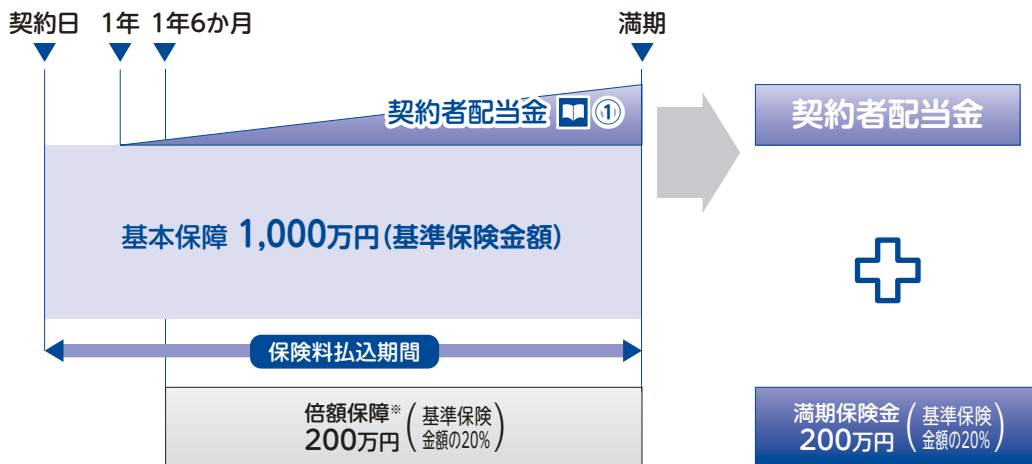 契約日 1年 1年6か月 満期
契約者配当金 ①
契約者配当金
基本保障 1,000万円(基準保険金額)
保険料払込期間
倍額保障※
200万円
(基準保険
金額の20%)
満期保険金
200万円
(基準保険
金額の20%)